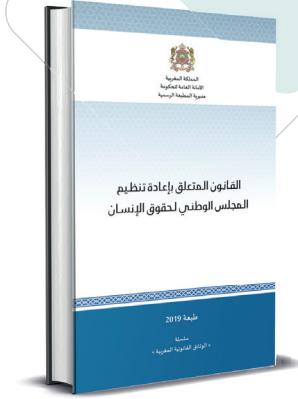 المملكة المغربية
الأمانة العامة للحكومة
مديرية المطبعة الرسمية
القانون المتعلق بإعادة تنظيم
المجلس الوطني لحقوق الإنسان
طبعة 2019
سلسلة
« الوثائق القانونية المغربية »